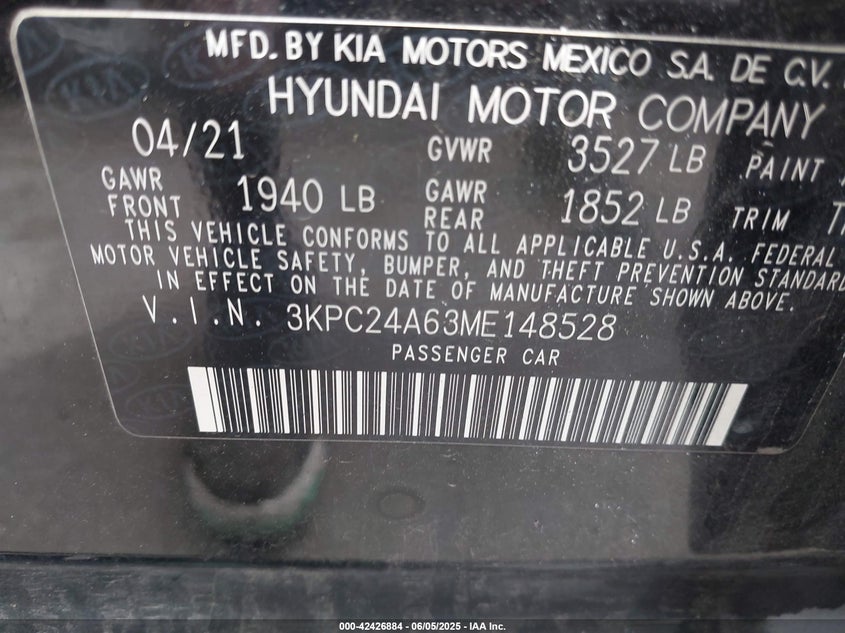 MFD. BY KIA MOTORS MEXICO S.A. DE C.V.
HYUNDAI MOTOR COMPANY
04/21 GVWR 3527 LB PAINT
GAWR FRONT 1940 LB GAWR REAR 1852 LB TRIM
THIS VEHICLE CONFORMS TO ALL APPLICABLE U.S.A. FEDERAL
MOTOR VEHICLE SAFETY, BUMPER, AND THEFT PREVENTION STANDARD
IN EFFECT ON THE DATE OF MANUFACTURE SHOWN ABOVE.
V.I.N. 3KPC24A63ME148528
PASSENGER CAR
KIA
000-42426884 - 06/05/2025 - IAA Inc.